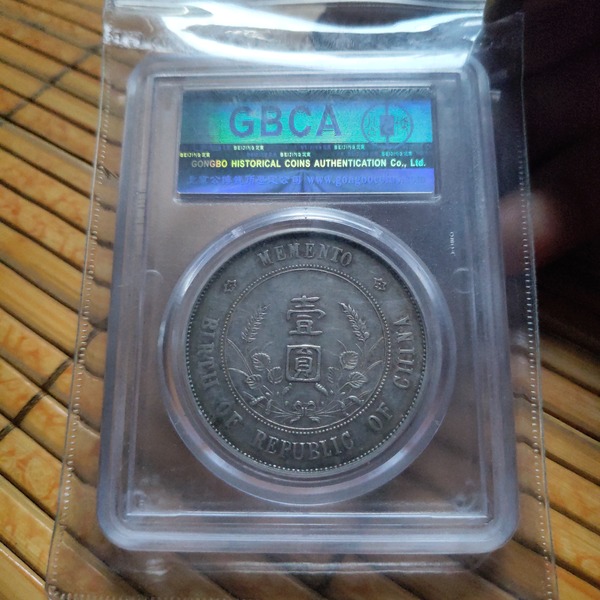 GBCA
GONGBO HISTORICAL COINS AUTHENTICATION Co., Ltd.
MEMENTO
壹
圓
BIRTH OF REPUBLIC OF CHINA